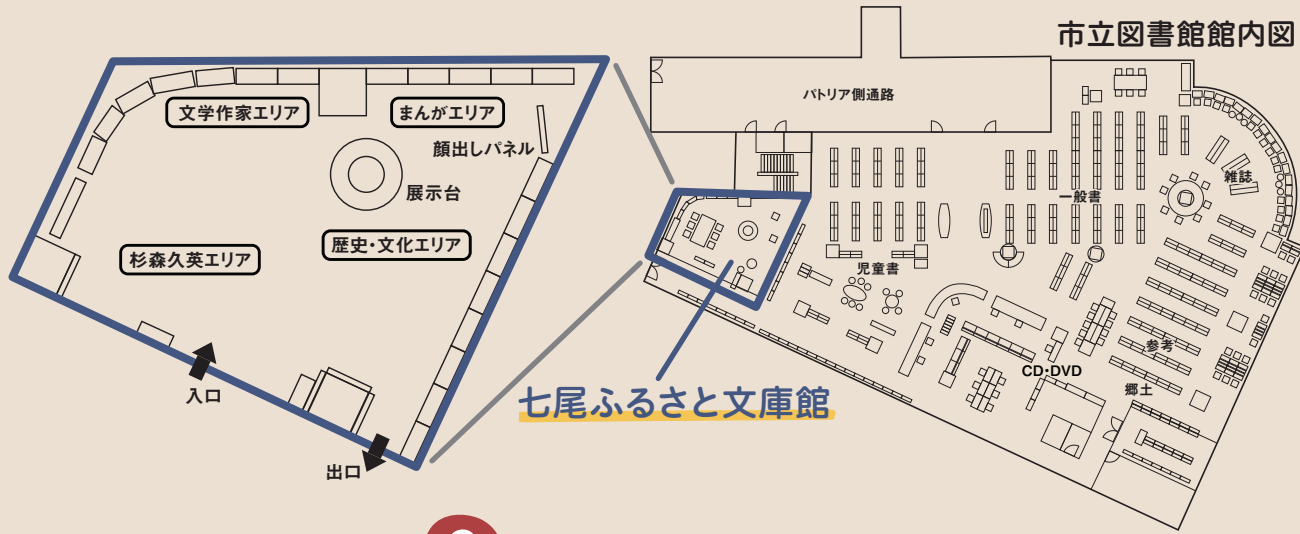 市立図書館館内図
パトリア側通路
文学作家エリア
まんがエリア
顔出しパネル
展示台
杉森久英エリア
歴史・文化エリア
入口
出口
七尾ふるさと文庫館
雑誌
一般書
児童書
参考
CD・DVD
郷土